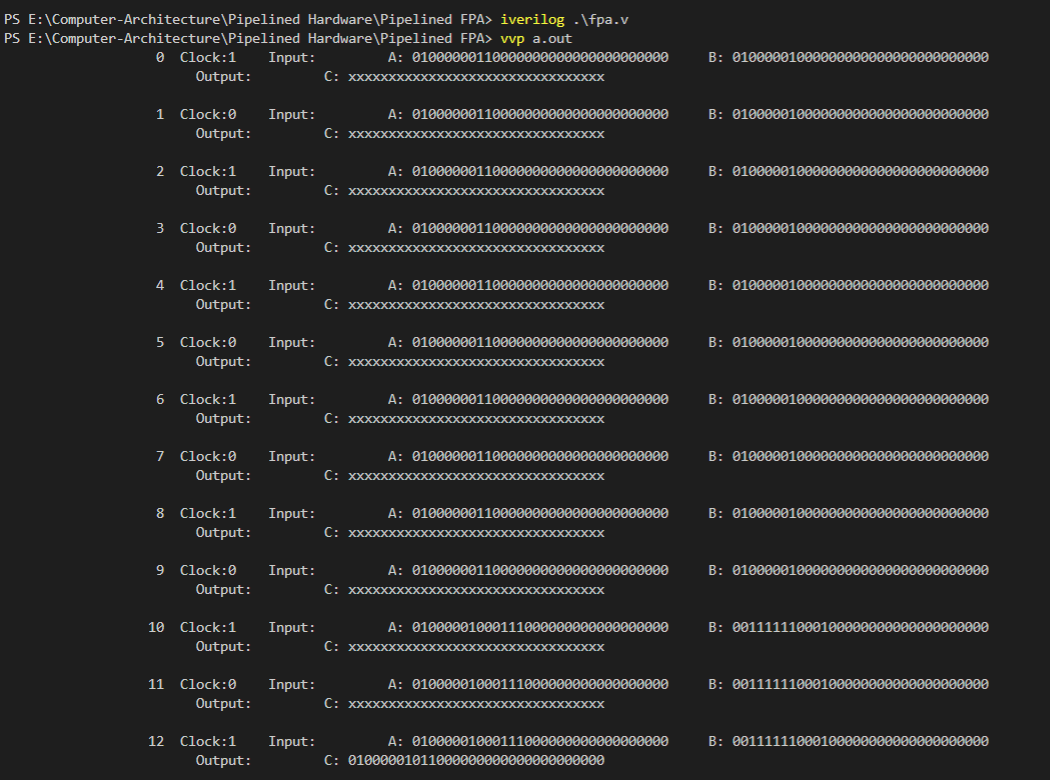 PS E:\Computer-Architecture\Pipelined Hardware\Pipelined FPA> iverilog .\fpa.v
PS E:\Computer-Architecture\Pipelined Hardware\Pipelined FPA> vvp a.out
0 Clock:1 Input: A: 01000000110000000000000000000000 B: 01000001000000000000000000000000
Output: C: xxxxxxxxxxxxxxxxxxxxxxxxxxxxxxxx
1 Clock:0 Input: A: 01000000110000000000000000000000 B: 01000001000000000000000000000000
Output: C: xxxxxxxxxxxxxxxxxxxxxxxxxxxxxxxx
2 Clock:1 Input: A: 01000000110000000000000000000000 B: 01000001000000000000000000000000
Output: C: xxxxxxxxxxxxxxxxxxxxxxxxxxxxxxxx
3 Clock:0 Input: A: 01000000110000000000000000000000 B: 01000001000000000000000000000000
Output: C: xxxxxxxxxxxxxxxxxxxxxxxxxxxxxxxx
4 Clock:1 Input: A: 01000000110000000000000000000000 B: 01000001000000000000000000000000
Output: C: xxxxxxxxxxxxxxxxxxxxxxxxxxxxxxxx
5 Clock:0 Input: A: 01000000110000000000000000000000 B: 01000001000000000000000000000000
Output: C: xxxxxxxxxxxxxxxxxxxxxxxxxxxxxxxx
6 Clock:1 Input: A: 01000000110000000000000000000000 B: 01000001000000000000000000000000
Output: C: xxxxxxxxxxxxxxxxxxxxxxxxxxxxxxxx
7 Clock:0 Input: A: 01000000110000000000000000000000 B: 01000001000000000000000000000000
Output: C: xxxxxxxxxxxxxxxxxxxxxxxxxxxxxxxx
8 Clock:1 Input: A: 01000000110000000000000000000000 B: 01000001000000000000000000000000
Output: C: xxxxxxxxxxxxxxxxxxxxxxxxxxxxxxxx
9 Clock:0 Input: A: 01000000110000000000000000000000 B: 01000001000000000000000000000000
Output: C: xxxxxxxxxxxxxxxxxxxxxxxxxxxxxxxx
10 Clock:1 Input: A: 01000001000111000000000000000000 B: 00111111000100000000000000000000
Output: C: xxxxxxxxxxxxxxxxxxxxxxxxxxxxxxxx
11 Clock:0 Input: A: 01000001000111000000000000000000 B: 00111111000100000000000000000000
Output: C: xxxxxxxxxxxxxxxxxxxxxxxxxxxxxxxx
12 Clock:1 Input: A: 01000001000111000000000000000000 B: 00111111000100000000000000000000
Output: C: 01000001011000000000000000000000